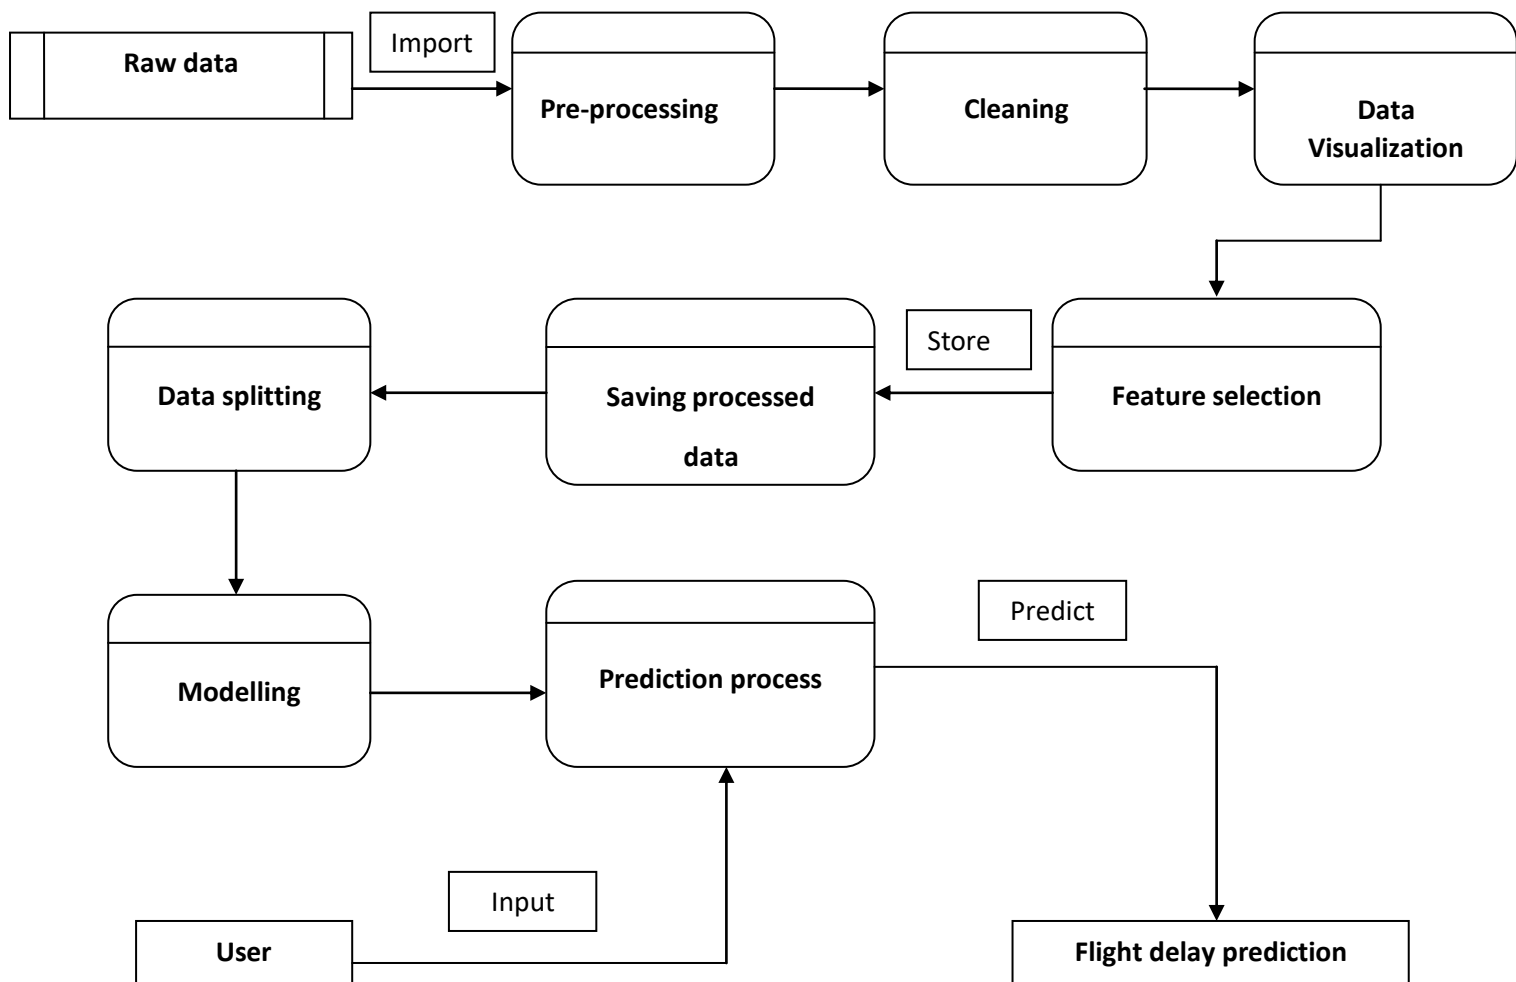 Raw data
Import
Pre-processing
Cleaning
Data
Visualization
Data splitting
Saving processed
data
Store
Feature selection
Modelling
Prediction process
Predict
Input
User
Flight delay prediction